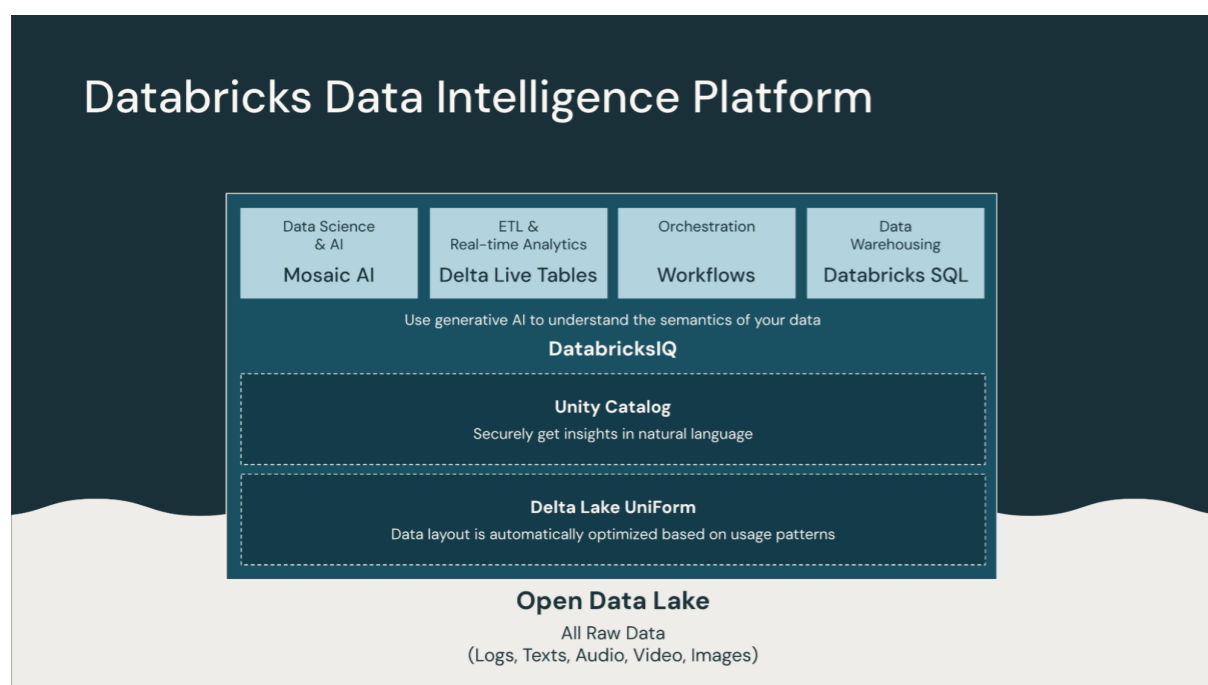 Databricks Data Intelligence Platform
Data Science
& AI
Mosaic AI
ETL &
Real-time Analytics
Delta Live Tables
Orchestration
Workflows
Data
Warehousing
Databricks SQL
Use generative AI to understand the semantics of your data
DatabricksIQ
Unity Catalog
Securely get insights in natural language
Delta Lake UniForm
Data layout is automatically optimized based on usage patterns
Open Data Lake
All Raw Data
(Logs, Texts, Audio, Video, Images)